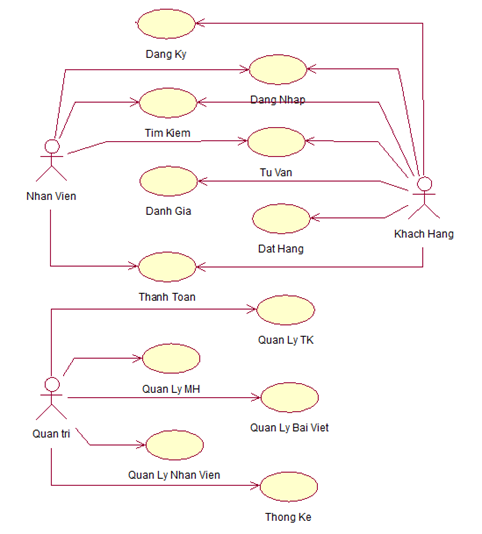 Dang Ky
Dang Nhap
Tim Kiem
Tu Van
Nhan Vien
Danh Gia
Khach Hang
Dat Hang
Thanh Toan
Quan Ly TK
Quan Ly MH
Quan Ly Bai Viet
Quan tri
Quan Ly Nhan Vien
Thong Ke